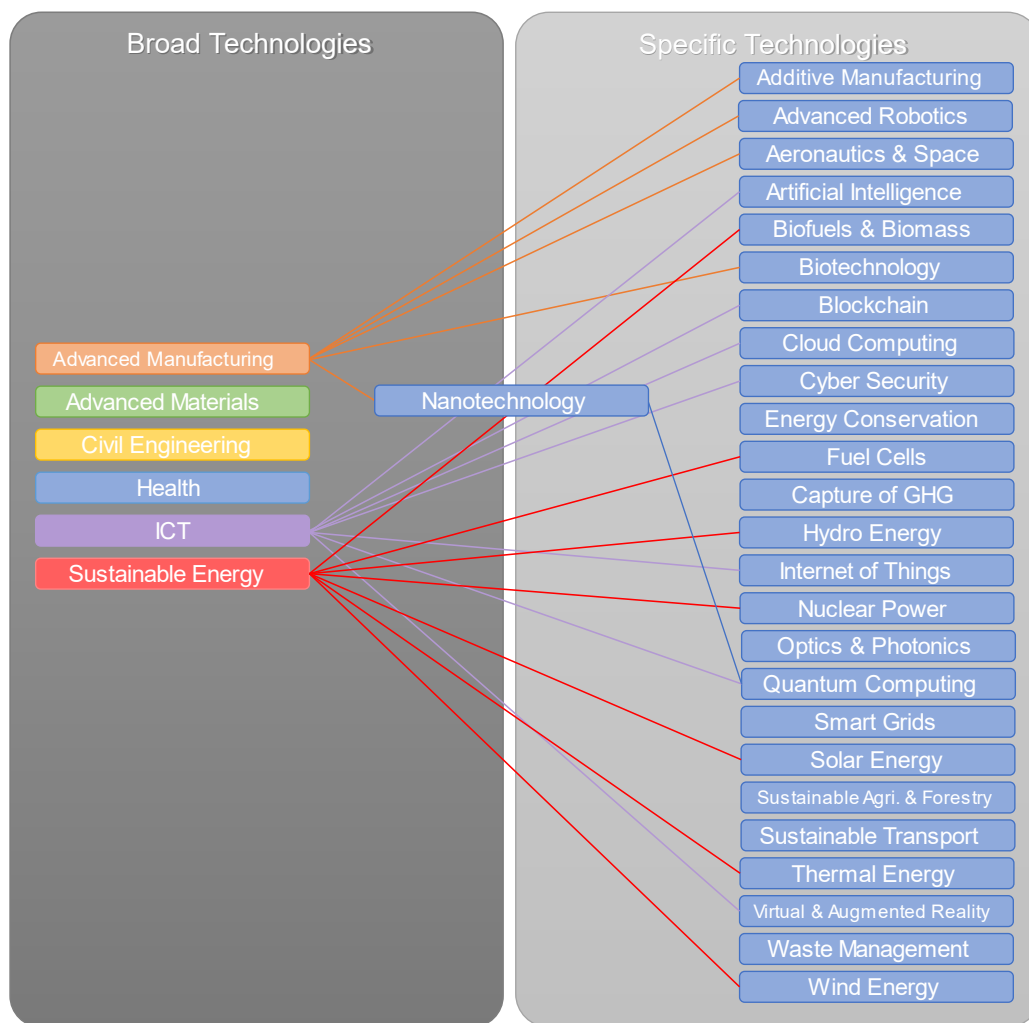 Broad Technologies
Advanced Manufacturing
Advanced Materials
Civil Engineering
Health
ICT
Sustainable Energy
Nanotechnology
Specific Technologies
Additive Manufacturing
Advanced Robotics
Aeronautics & Space
Artificial Intelligence
Biofuels & Biomass
Biotechnology
Blockchain
Cloud Computing
Cyber Security
Energy Conservation
Fuel Cells
Capture of GHG
Hydro Energy
Internet of Things
Nuclear Power
Optics & Photonics
Quantum Computing
Smart Grids
Solar Energy
Sustainable Agri. & Forestry
Sustainable Transport
Thermal Energy
Virtual & Augmented Reality
Waste Management
Wind Energy